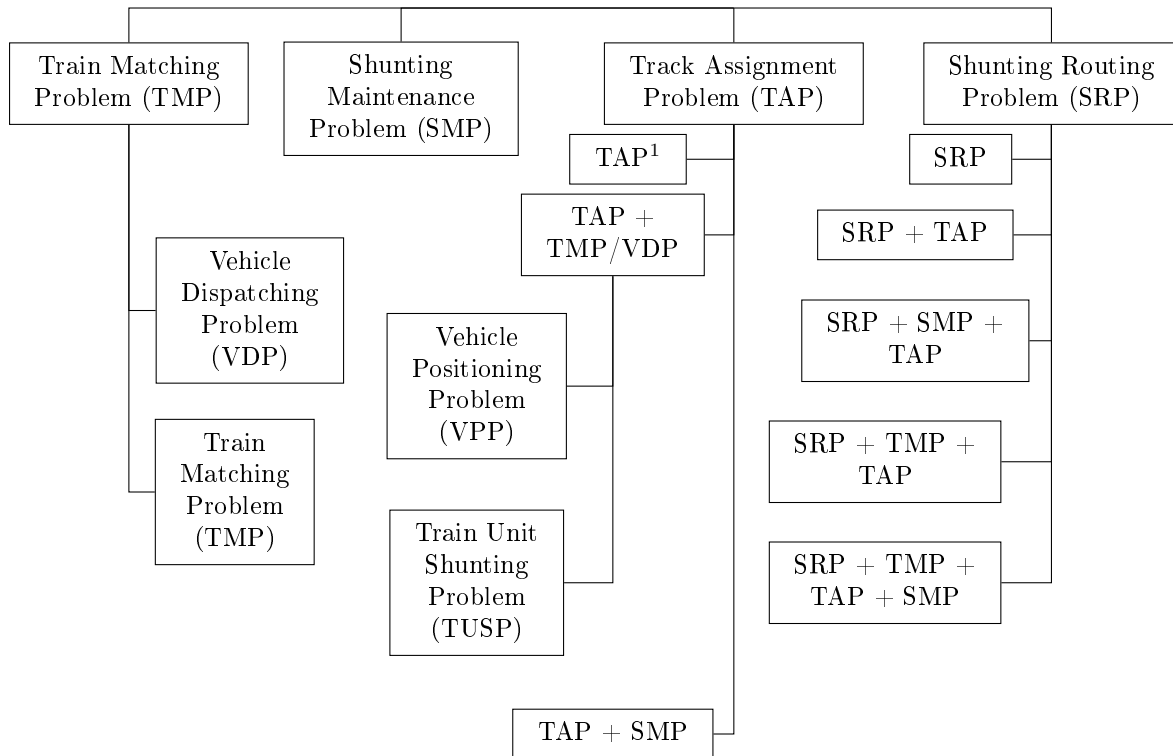 Train Matching
Problem (TMP)
Shunting
Maintenance
Problem (SMP)
Track Assignment
Problem (TAP)
Shunting Routing
Problem (SRP)
Vehicle
Dispatching
Problem
(VDP)
Train
Matching
Problem
(TMP)
TAP¹
TAP +
TMP/VDP
Vehicle
Positioning
Problem
(VPP)
Train Unit
Shunting
Problem
(TUSP)
TAP + SMP
SRP
SRP + TAP
SRP + SMP +
TAP
SRP + TMP +
TAP
SRP + TMP +
TAP + SMP